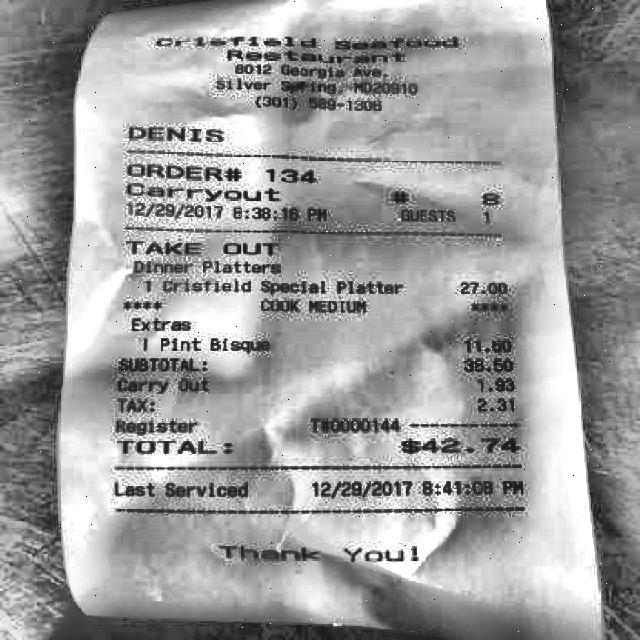 Crisfield Seafood
Restaurant
8012 Georgia Ave.
Silver Spring, MD20910
(301) 589-1306
DENIS
ORDER# 134
Carryout # 8
12/29/2017 8:38:16 PM GUESTS 1
TAKE OUT
Dinner Platters
1 Crisfield Special Platter 27.00
**** COOK MEDIUM ****
Extras
1 Pint Bisque 11.50
SUBTOTAL: 38.50
Carry Out 1.93
TAX: 2.31
Register T#0000144 ------------
TOTAL: $42.74
Last Serviced 12/29/2017 8:41:08 PM
Thank You!